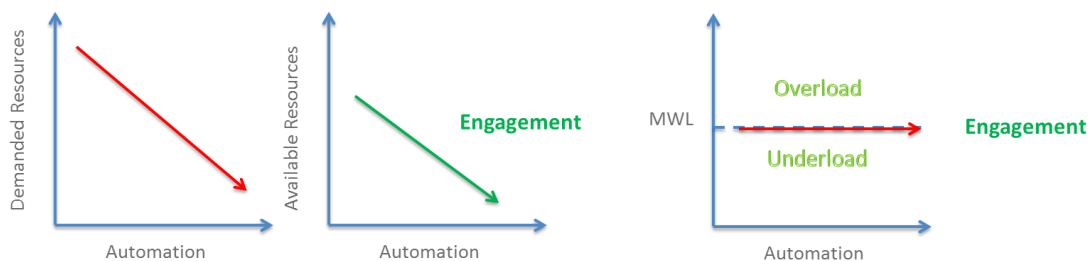 Demanded Resources
Automation
Available Resources
Engagement
Automation
MWL
Overload
Underload
Engagement
Automation